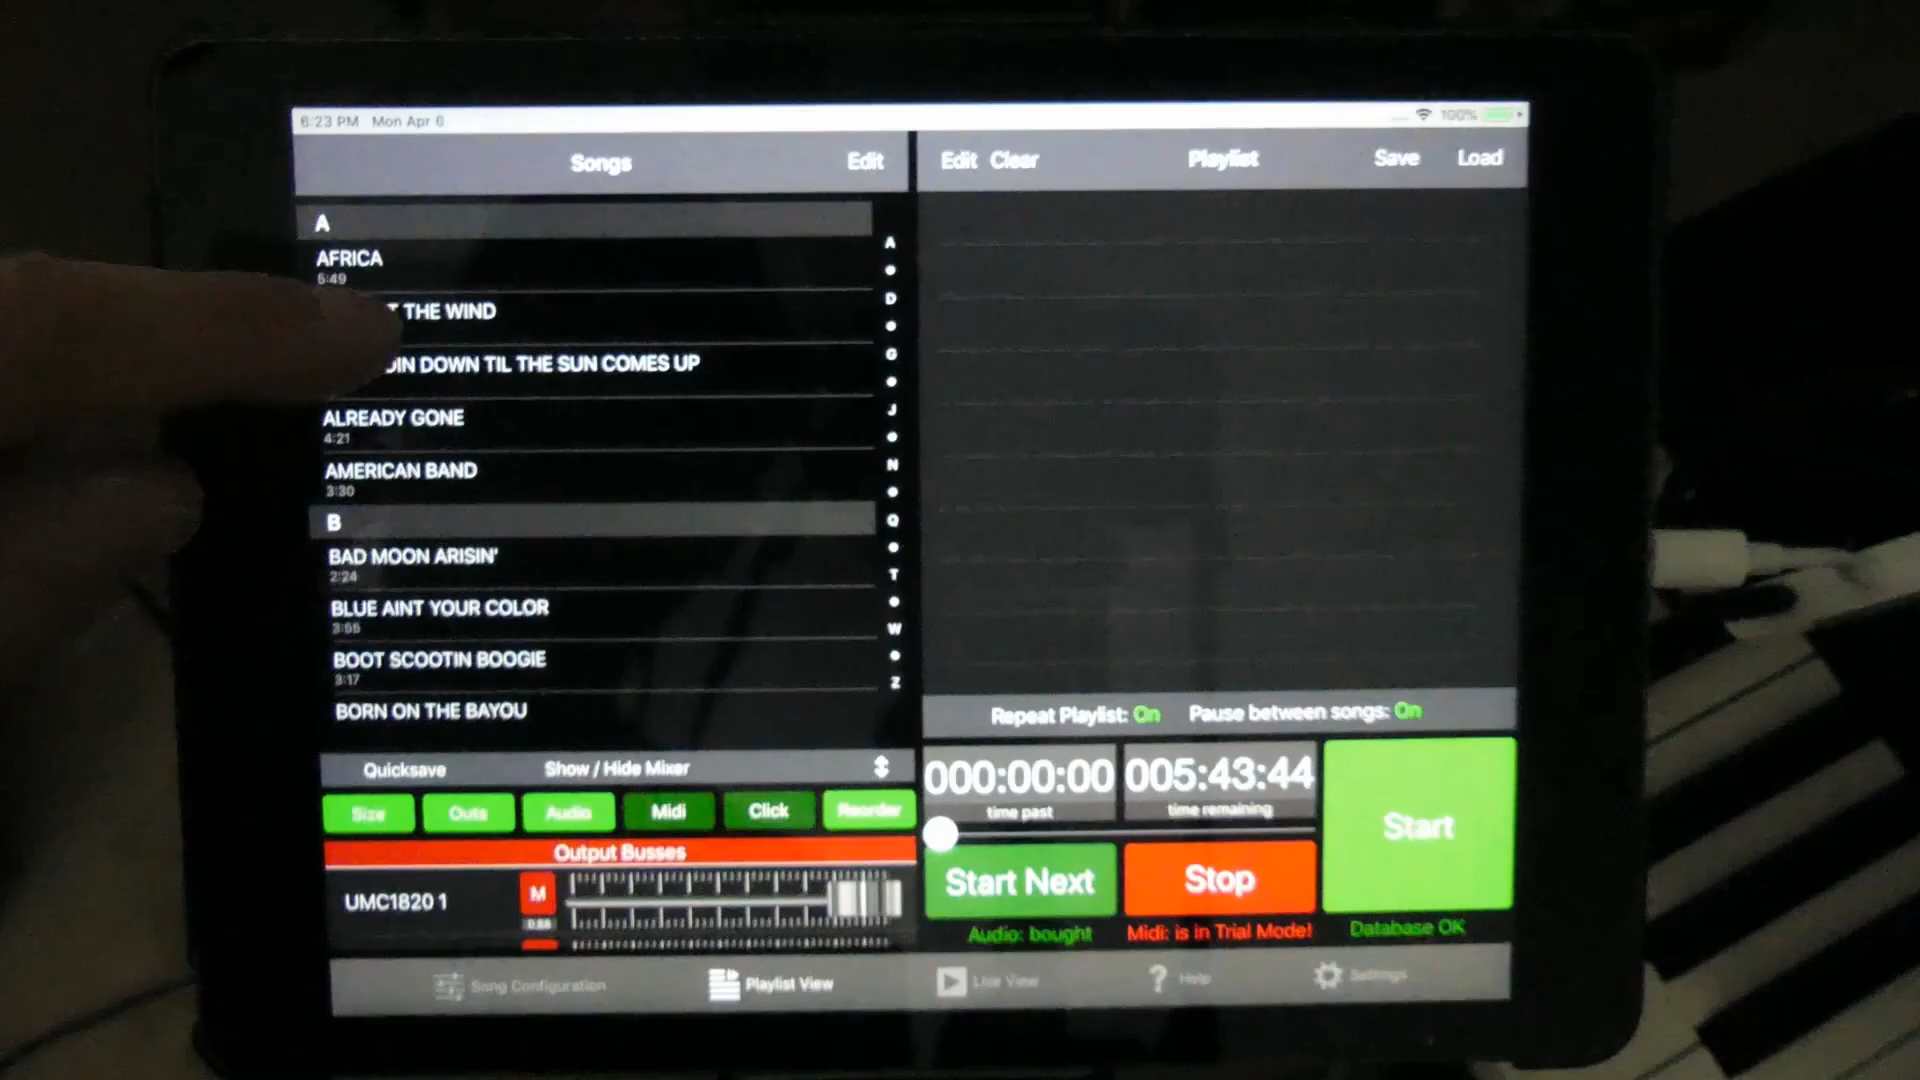 6:23 PM Mon Apr 6
100%
Songs
Edit
A
AFRICA
5:49
THE WIND
DOWN TIL THE SUN COMES UP
ALREADY GONE
4:21
AMERICAN BAND
3:30
B
BAD MOON ARISIN'
2:24
BLUE AINT YOUR COLOR
3:55
BOOT SCOOTIN BOOGIE
3:17
BORN ON THE BAYOU
A
D
G
J
N
Q
T
W
Z
Quicksave
Show / Hide Mixer
Size
Outs
Audio
Midi
Click
Reorder
Output Busses
UMC1820 1
M
Edit Clear
Playlist
Save
Load
Repeat Playlist: On
Pause between songs: On
000:00:00
time past
005:43:44
time remaining
Start
Start Next
Stop
Audio: bought
Midi: is in Trial Mode!
Database OK
Song Configuration
Playlist View
Live View
? Help
Settings